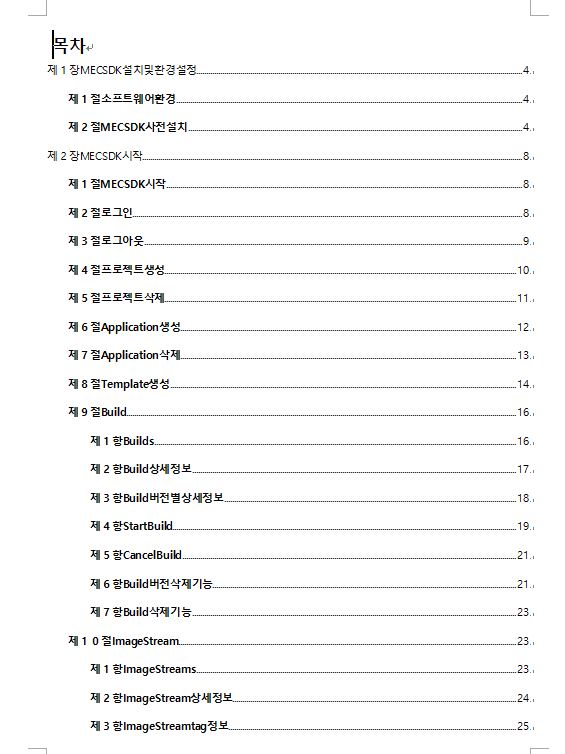 목차
제 1 장MECSDK설치및환경설정 4
제 1 절소프트웨어환경 4
제 2 절MECSDK사전설치 4
제 2 장MECSDK시작 8
제 1 절MECSDK시작 8
제 2 절로그인 8
제 3 절로그아웃 9
제 4 절프로젝트생성 10
제 5 절프로젝트삭제 11
제 6 절Application생성 12
제 7 절Application삭제 13
제 8 절Template생성 14
제 9 절Build 16
제 1 항Builds 16
제 2 항Build상세정보 17
제 3 항Build버전별상세정보 18
제 4 항StartBuild 19
제 5 항CancelBuild 21
제 6 항Build버전삭제기능 21
제 7 항Build삭제기능 23
제 1 0 절ImageStream 23
제 1 항ImageStreams 23
제 2 항ImageStream상세정보 24
제 3 항ImageStreamtag정보 25